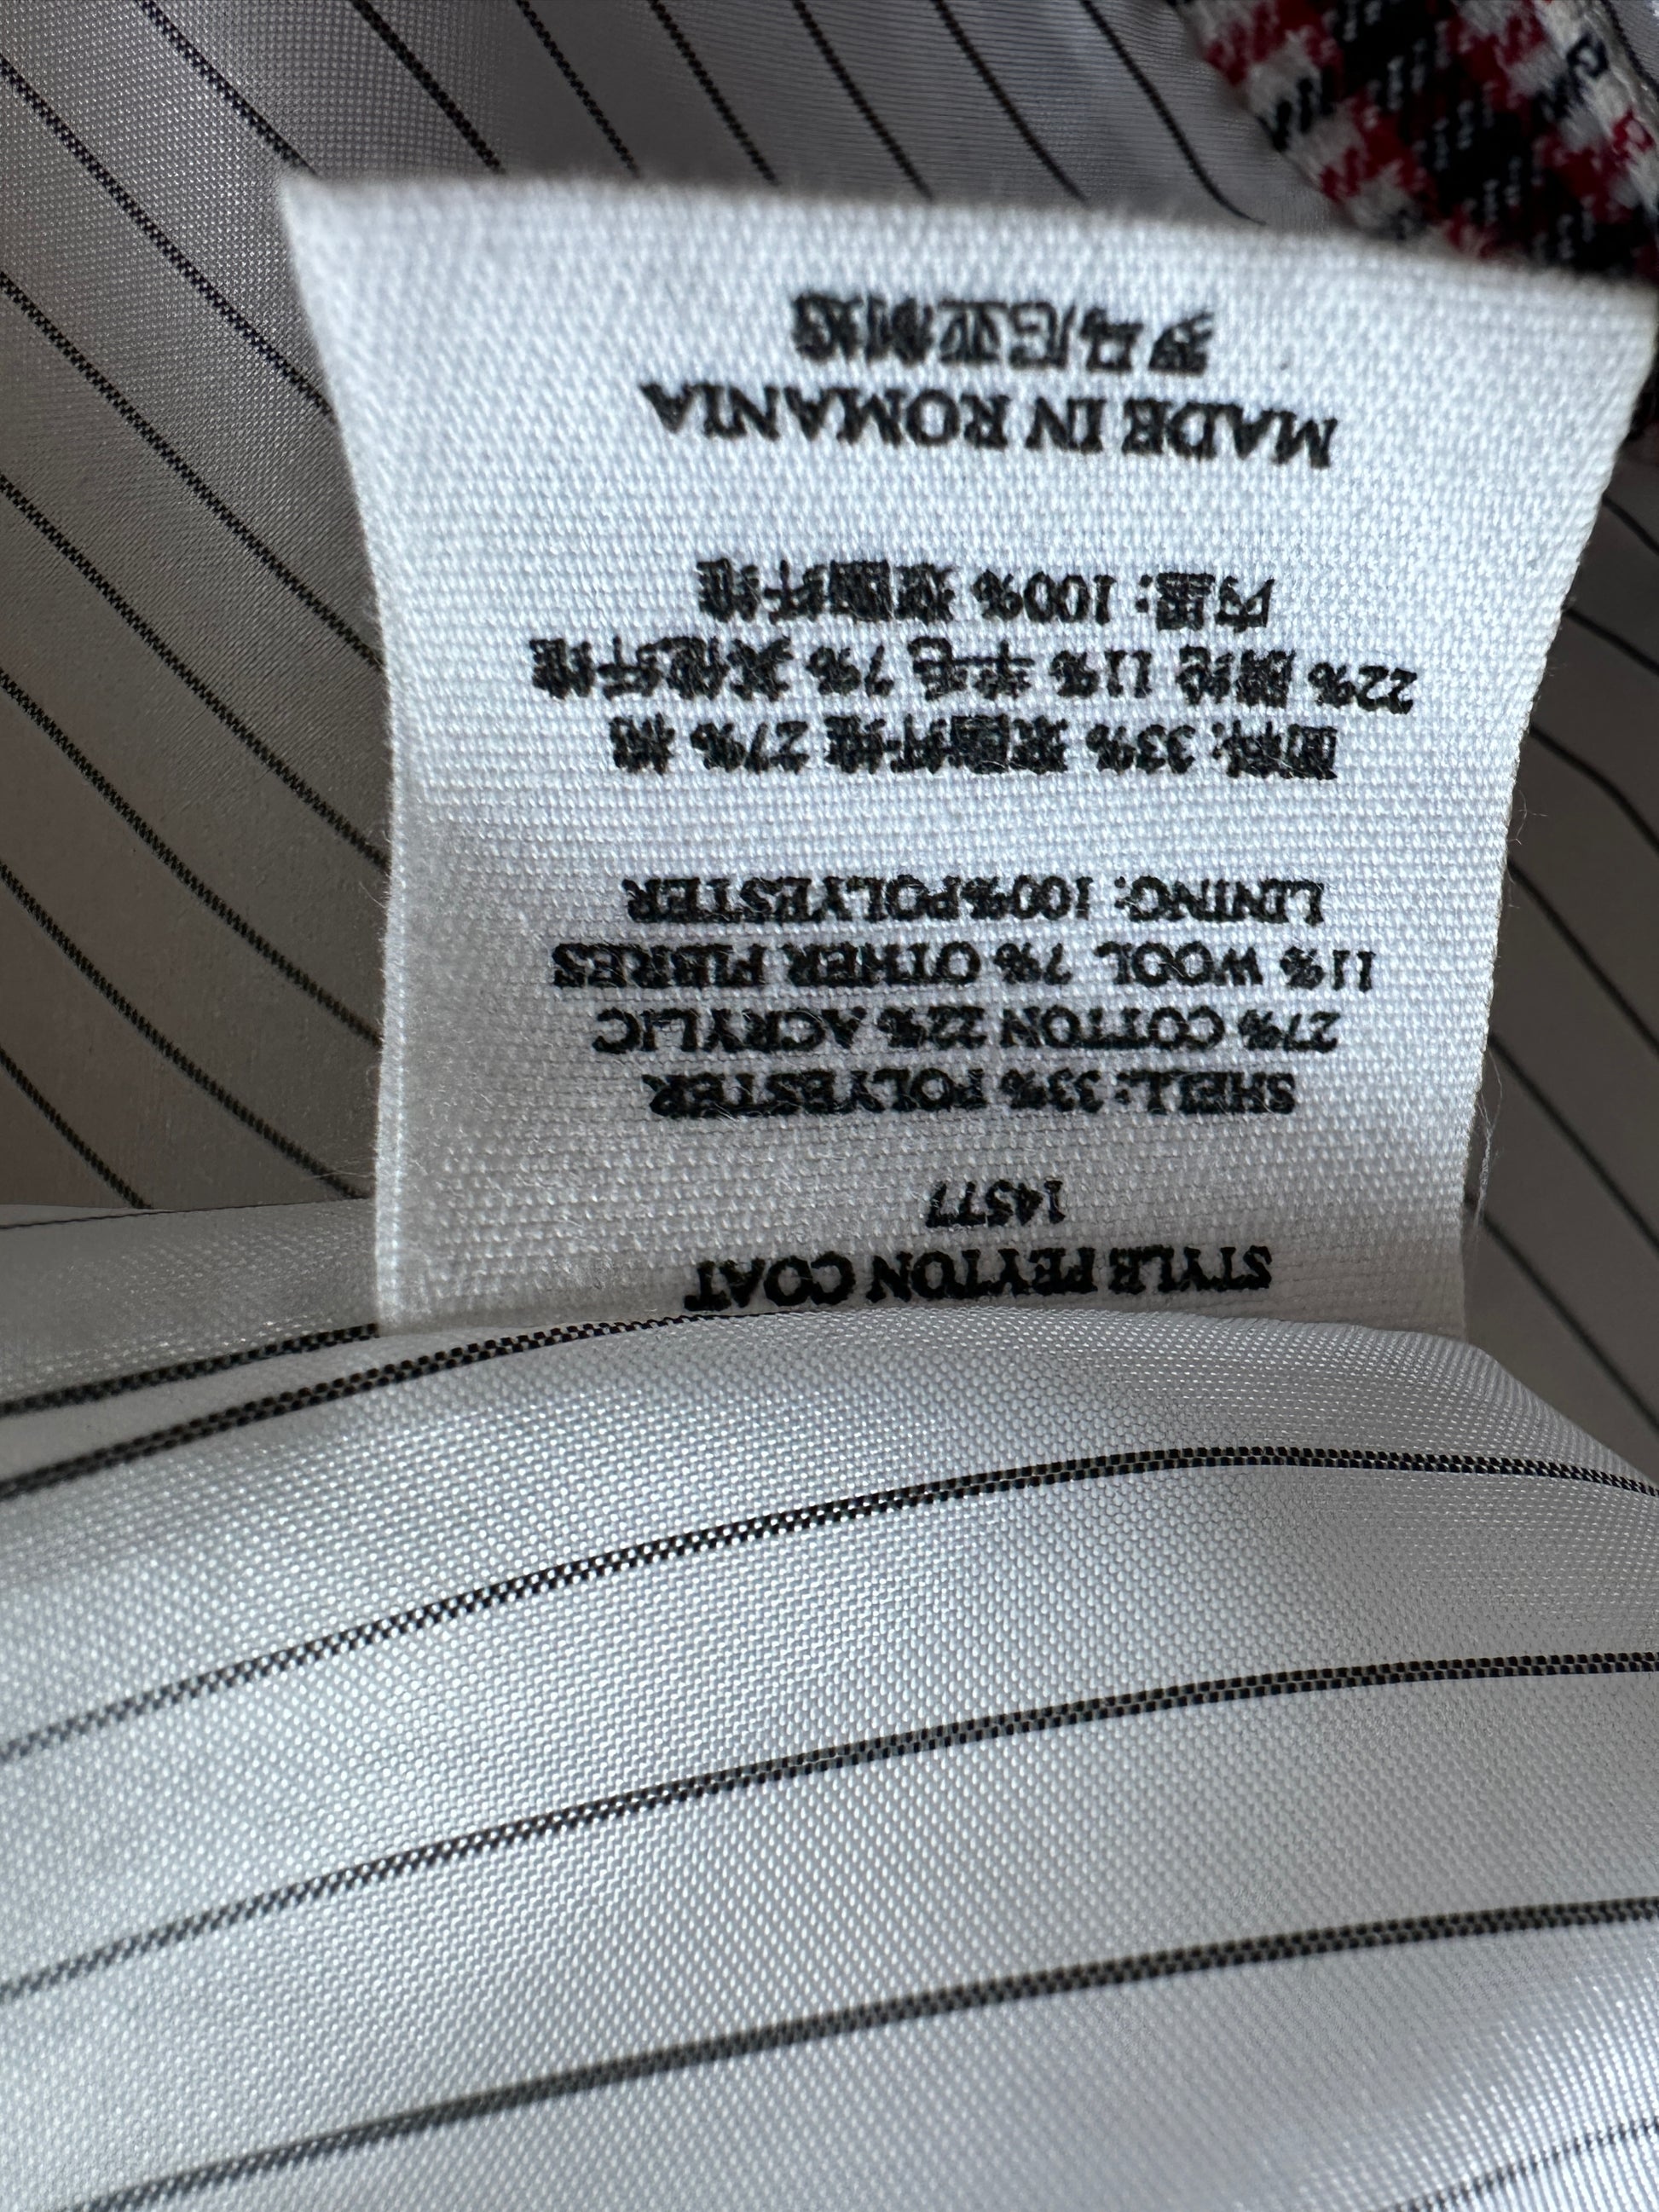 STYLE PEYTON COAT
14577
SHELL: 33% POLYESTER
27% COTTON 22% ACRYLIC
11% WOOL 7% OTHER FIBRES
LINING: 100%POLYESTER
面料: 33% 聚酯纤维 27% 棉
22% 腈纶 11% 羊毛 7% 其他纤维
内层: 100% 聚酯纤维
MADE IN ROMANIA
罗马尼亚制造